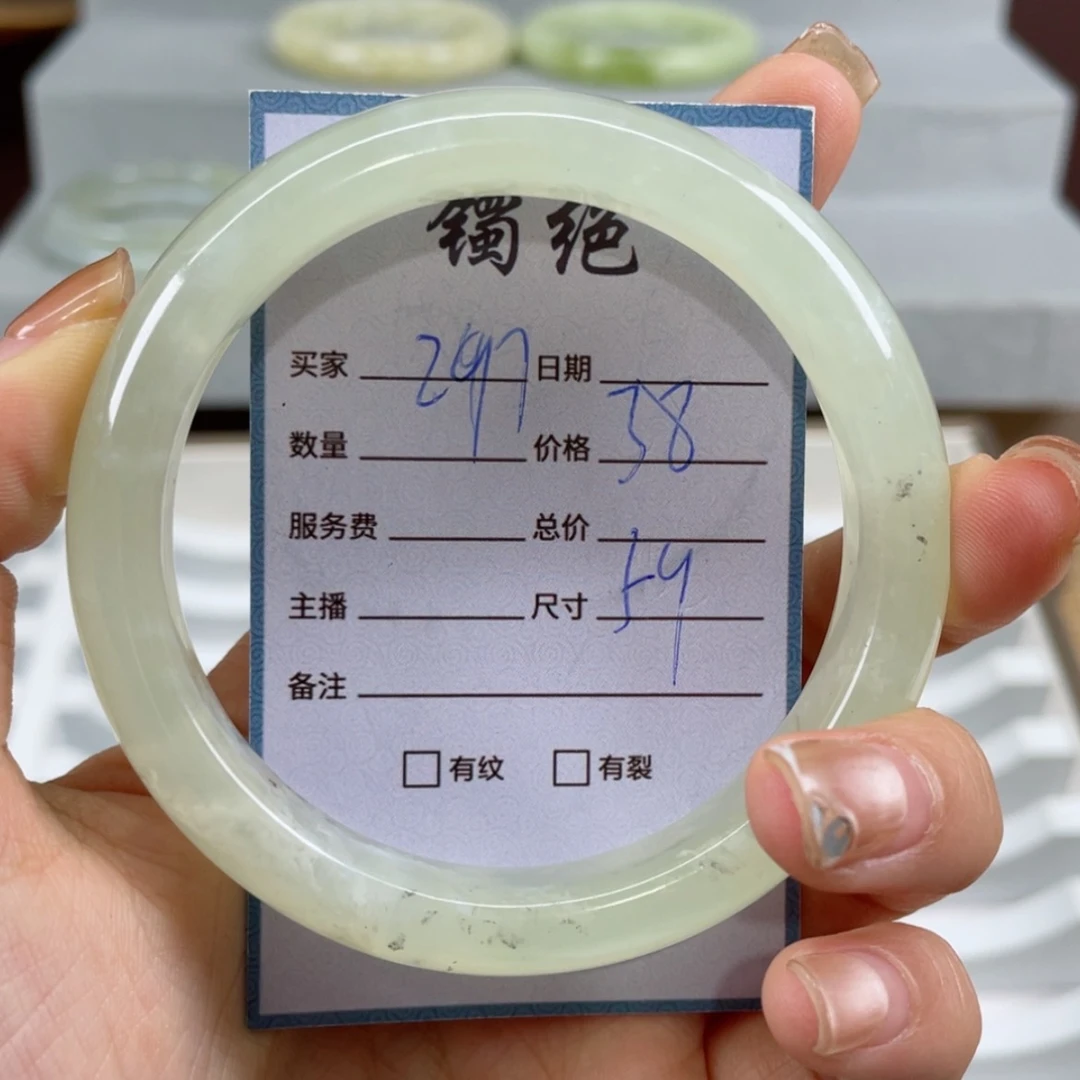 镯绝
买家 297 日期
数量 价格 38
服务费 总价
主播 尺寸 59
备注
□有纹 □有裂